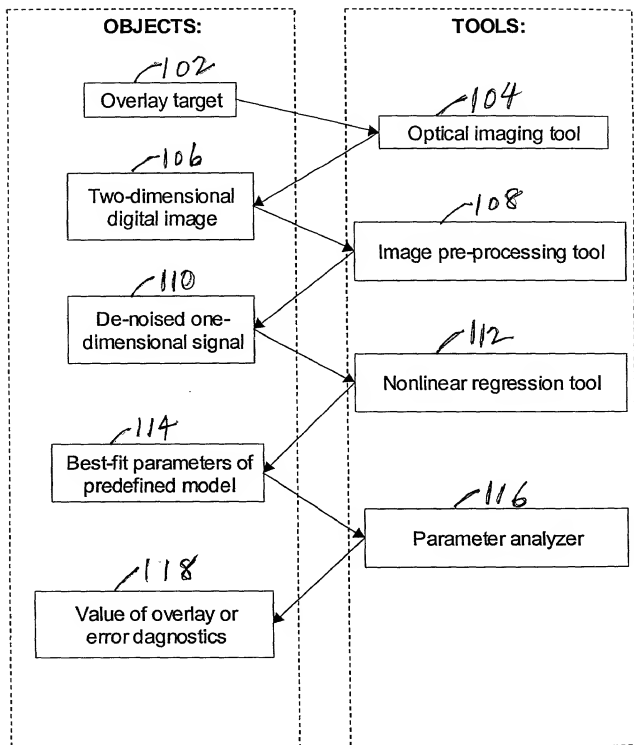 OBJECTS:
TOOLS:
102
Overlay target
104
Optical imaging tool
106
Two-dimensional
digital image
108
Image pre-processing tool
110
De-noised one-
dimensional signal
112
Nonlinear regression tool
114
Best-fit parameters of
predefined model
116
Parameter analyzer
118
Value of overlay or
error dagnostics